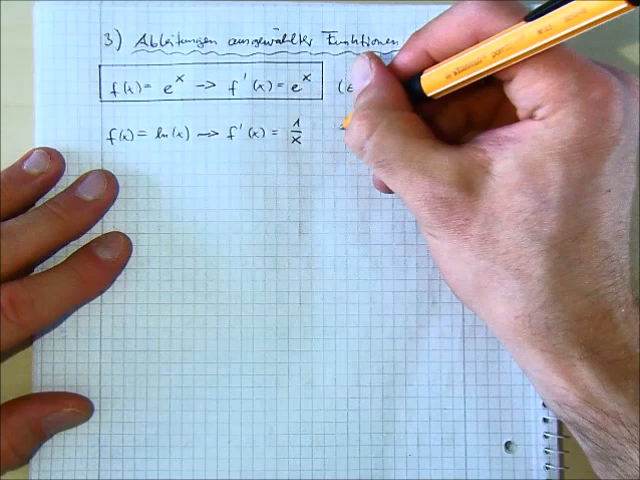 3) Ableitungen ausgewählter Funktionen
f(x) = e^x → f'(x) = e^x (
f(x) = ln(x) → f'(x) = 1/x